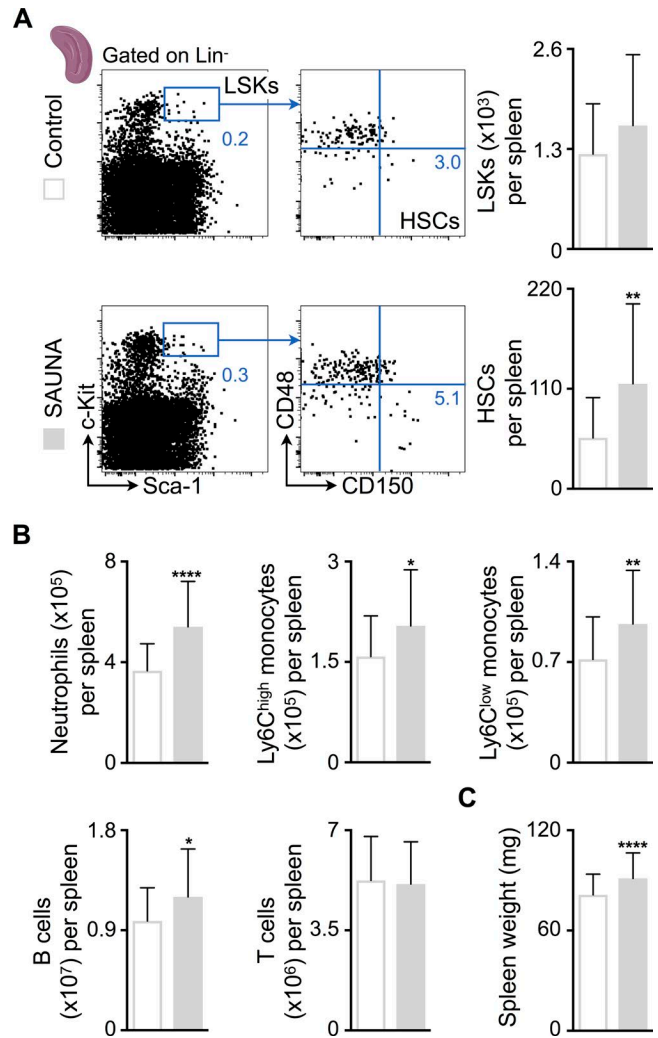 A
Gated on Lin-
Control
LSKs
0.2
3.0
HSCs
LSKs (x10³)
per spleen
2.6
1.3
0
SAUNA
c-Kit
Sca-1
0.3
CD48
CD150
5.1
HSCs
per spleen
220
110
0
**
B
Neutrophils (x10⁵)
per spleen
8
4
0
****
Ly6Chigh monocytes
(x10⁵) per spleen
3
1.5
0
*
Ly6Clow monocytes
(x10⁵) per spleen
1.4
0.7
0
**
B cells
(x10⁷) per spleen
1.8
0.9
0
*
T cells
(x10⁶) per spleen
7
3.5
0
C
Spleen weight (mg)
120
60
0
****